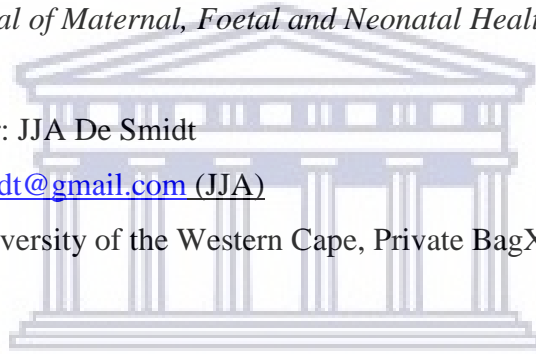 al of Maternal, Foetal and Neonatal Heal
: JJA De Smidt
dt@gmail.com (JJA)
versity of the Western Cape, Private BagX